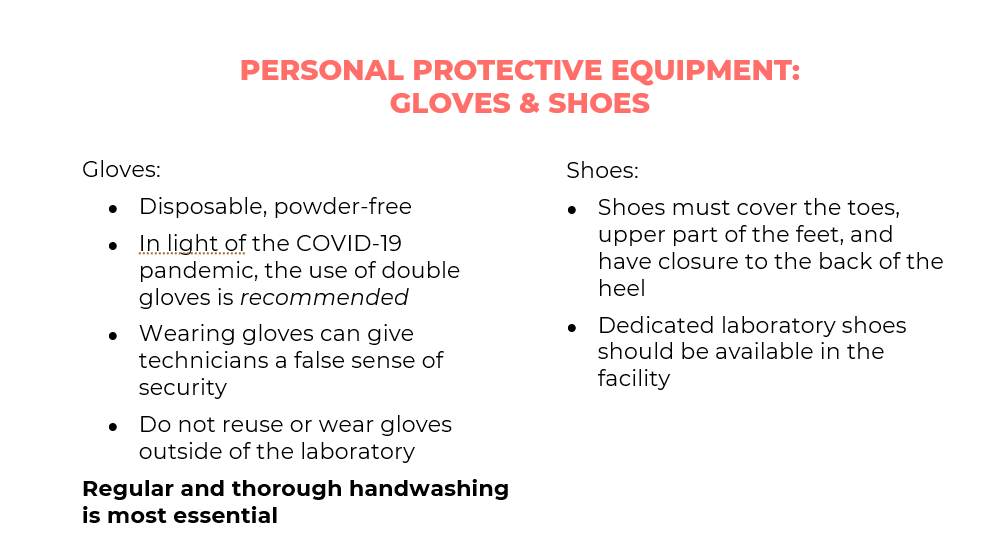 PERSONAL PROTECTIVE EQUIPMENT:
GLOVES & SHOES
Gloves:
● Disposable, powder-free
● In light of the COVID-19
pandemic, the use of double
gloves is recommended
● Wearing gloves can give
technicians a false sense of
security
● Do not reuse or wear gloves
outside of the laboratory
Regular and thorough handwashing
is most essential
Shoes:
● Shoes must cover the toes,
upper part of the feet, and
have closure to the back of the
heel
● Dedicated laboratory shoes
should be available in the
facility